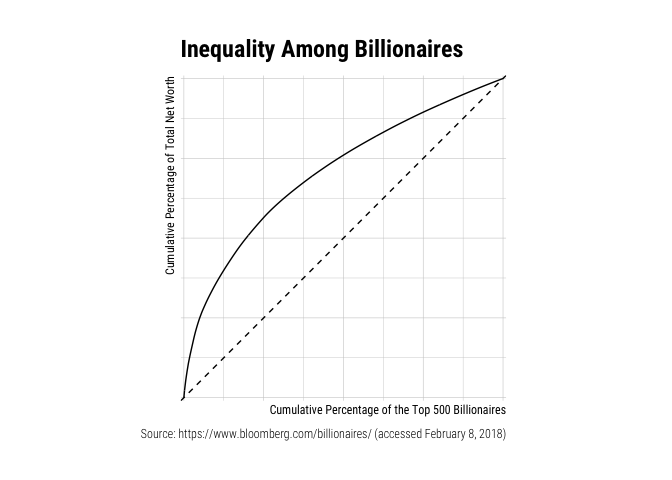 Inequality Among Billionaires
Cumulative Percentage of Total Net Worth
Cumulative Percentage of the Top 500 Billionaires
Source: https://www.bloomberg.com/billionaires/ (accessed February 8, 2018)